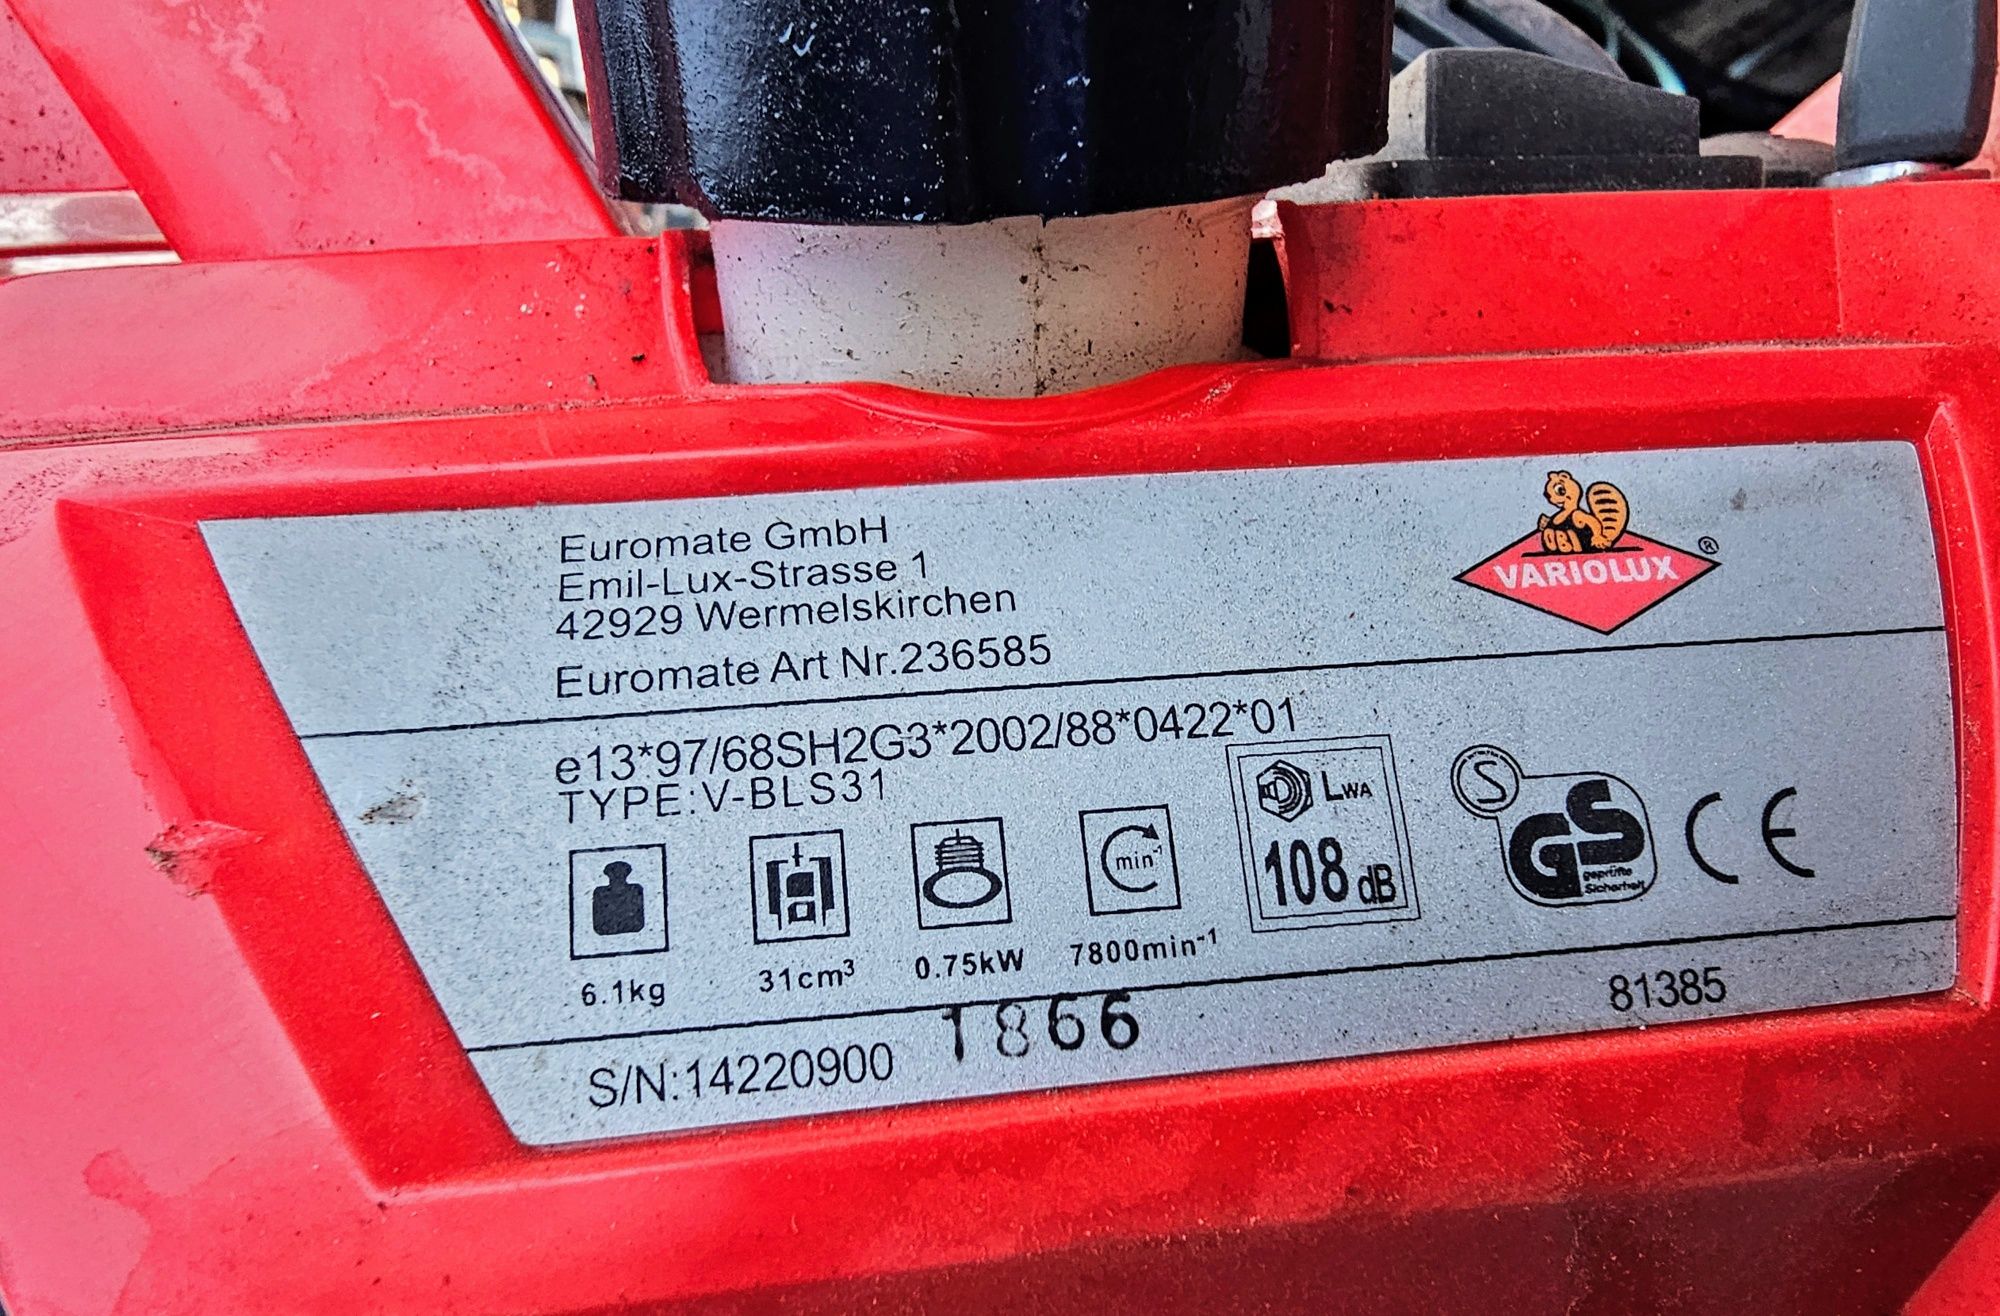 Euromate GmbH
Emil-Lux-Strasse 1
42929 Wermelskirchen
Euromate Art Nr.236585
OBI
VARIOLUX ®
e13*97/68SH2G3*2002/88*0422*01
TYPE:V-BLS31
min-¹
LWA
108 dB
S
GS
geprüfte
Sicherheit
CE
6.1kg
31cm³
0.75kW
7800min-¹
S/N:14220900 1866
81385